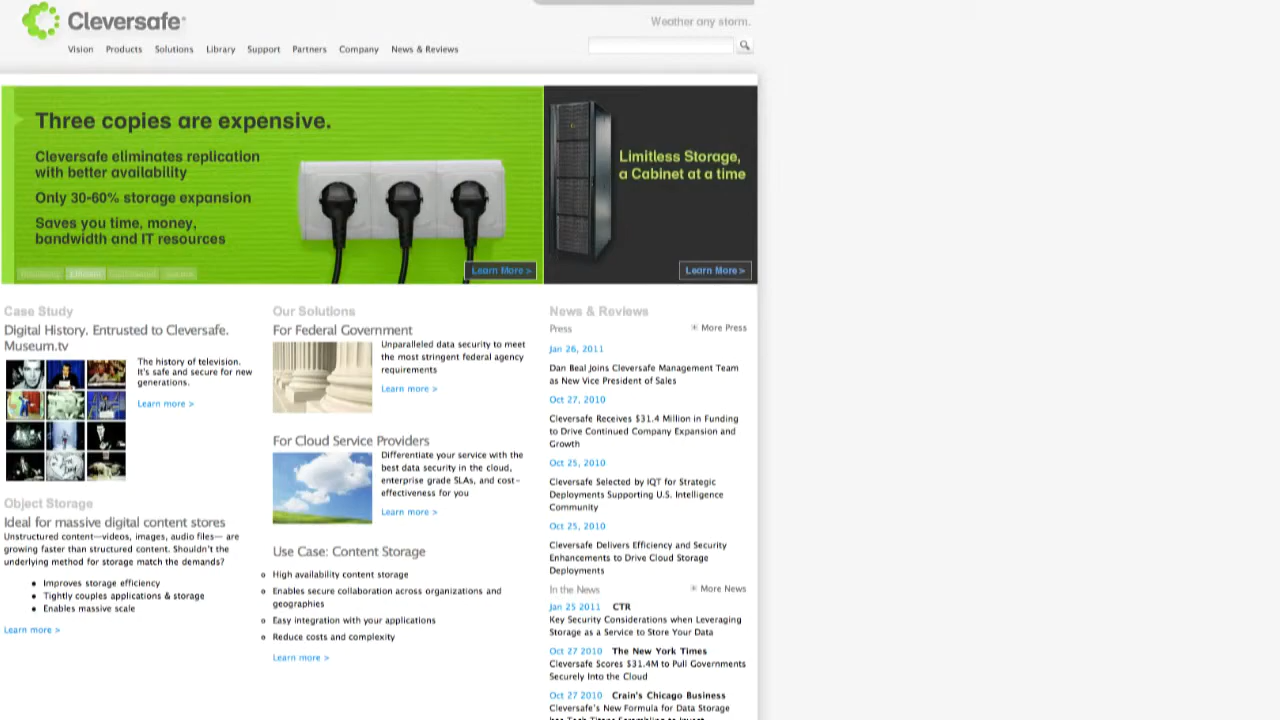 Cleversafe
Weather any storm.
Vision Products Solutions Library Support Partners Company News & Reviews
Three copies are expensive.
Cleversafe eliminates replication
with better availability
Only 30-60% storage expansion
Saves you time, money,
bandwidth and IT resources
Learn More >
Limitless Storage,
a Cabinet at a time
Learn More >
Case Study
Digital History. Entrusted to Cleversafe.
Museum.tv
The history of television.
It's safe and secure for new
generations.
Learn more >
Object Storage
Ideal for massive digital content stores
Unstructured content—videos, images, audio files— are
growing faster than structured content. Shouldn't the
underlying method for storage match the demands?
Improves storage efficiency
Tightly couples applications & storage
Enables massive scale
Learn more >
Our Solutions
For Federal Government
Unparalleled data security to meet
the most stringent federal agency
requirements
Learn more >
For Cloud Service Providers
Differentiate your service with the
best data security in the cloud,
enterprise grade SLAs, and cost-
effectiveness for you
Learn more >
Use Case: Content Storage
High availability content storage
Enables secure collaboration across organizations and
geographies
Easy integration with your applications
Reduce costs and complexity
Learn more >
News & Reviews
Press More Press
Jan 26, 2011
Dan Beal Joins Cleversafe Management Team
as New Vice President of Sales
Oct 27, 2010
Cleversafe Receives $31.4 Million in Funding
to Drive Continued Company Expansion and
Growth
Oct 25, 2010
Cleversafe Selected by IQT for Strategic
Deployments Supporting U.S. Intelligence
Community
Oct 25, 2010
Cleversafe Delivers Efficiency and Security
Enhancements to Drive Cloud Storage
Deployments
In the News More News
Jan 25 2011 CTR
Key Security Considerations when Leveraging
Storage as a Service to Store Your Data
Oct 27 2010 The New York Times
Cleversafe Scores $31.4M to Pull Governments
Securely Into the Cloud
Oct 27 2010 Crain's Chicago Business
Cleversafe's New Formula for Data Storage